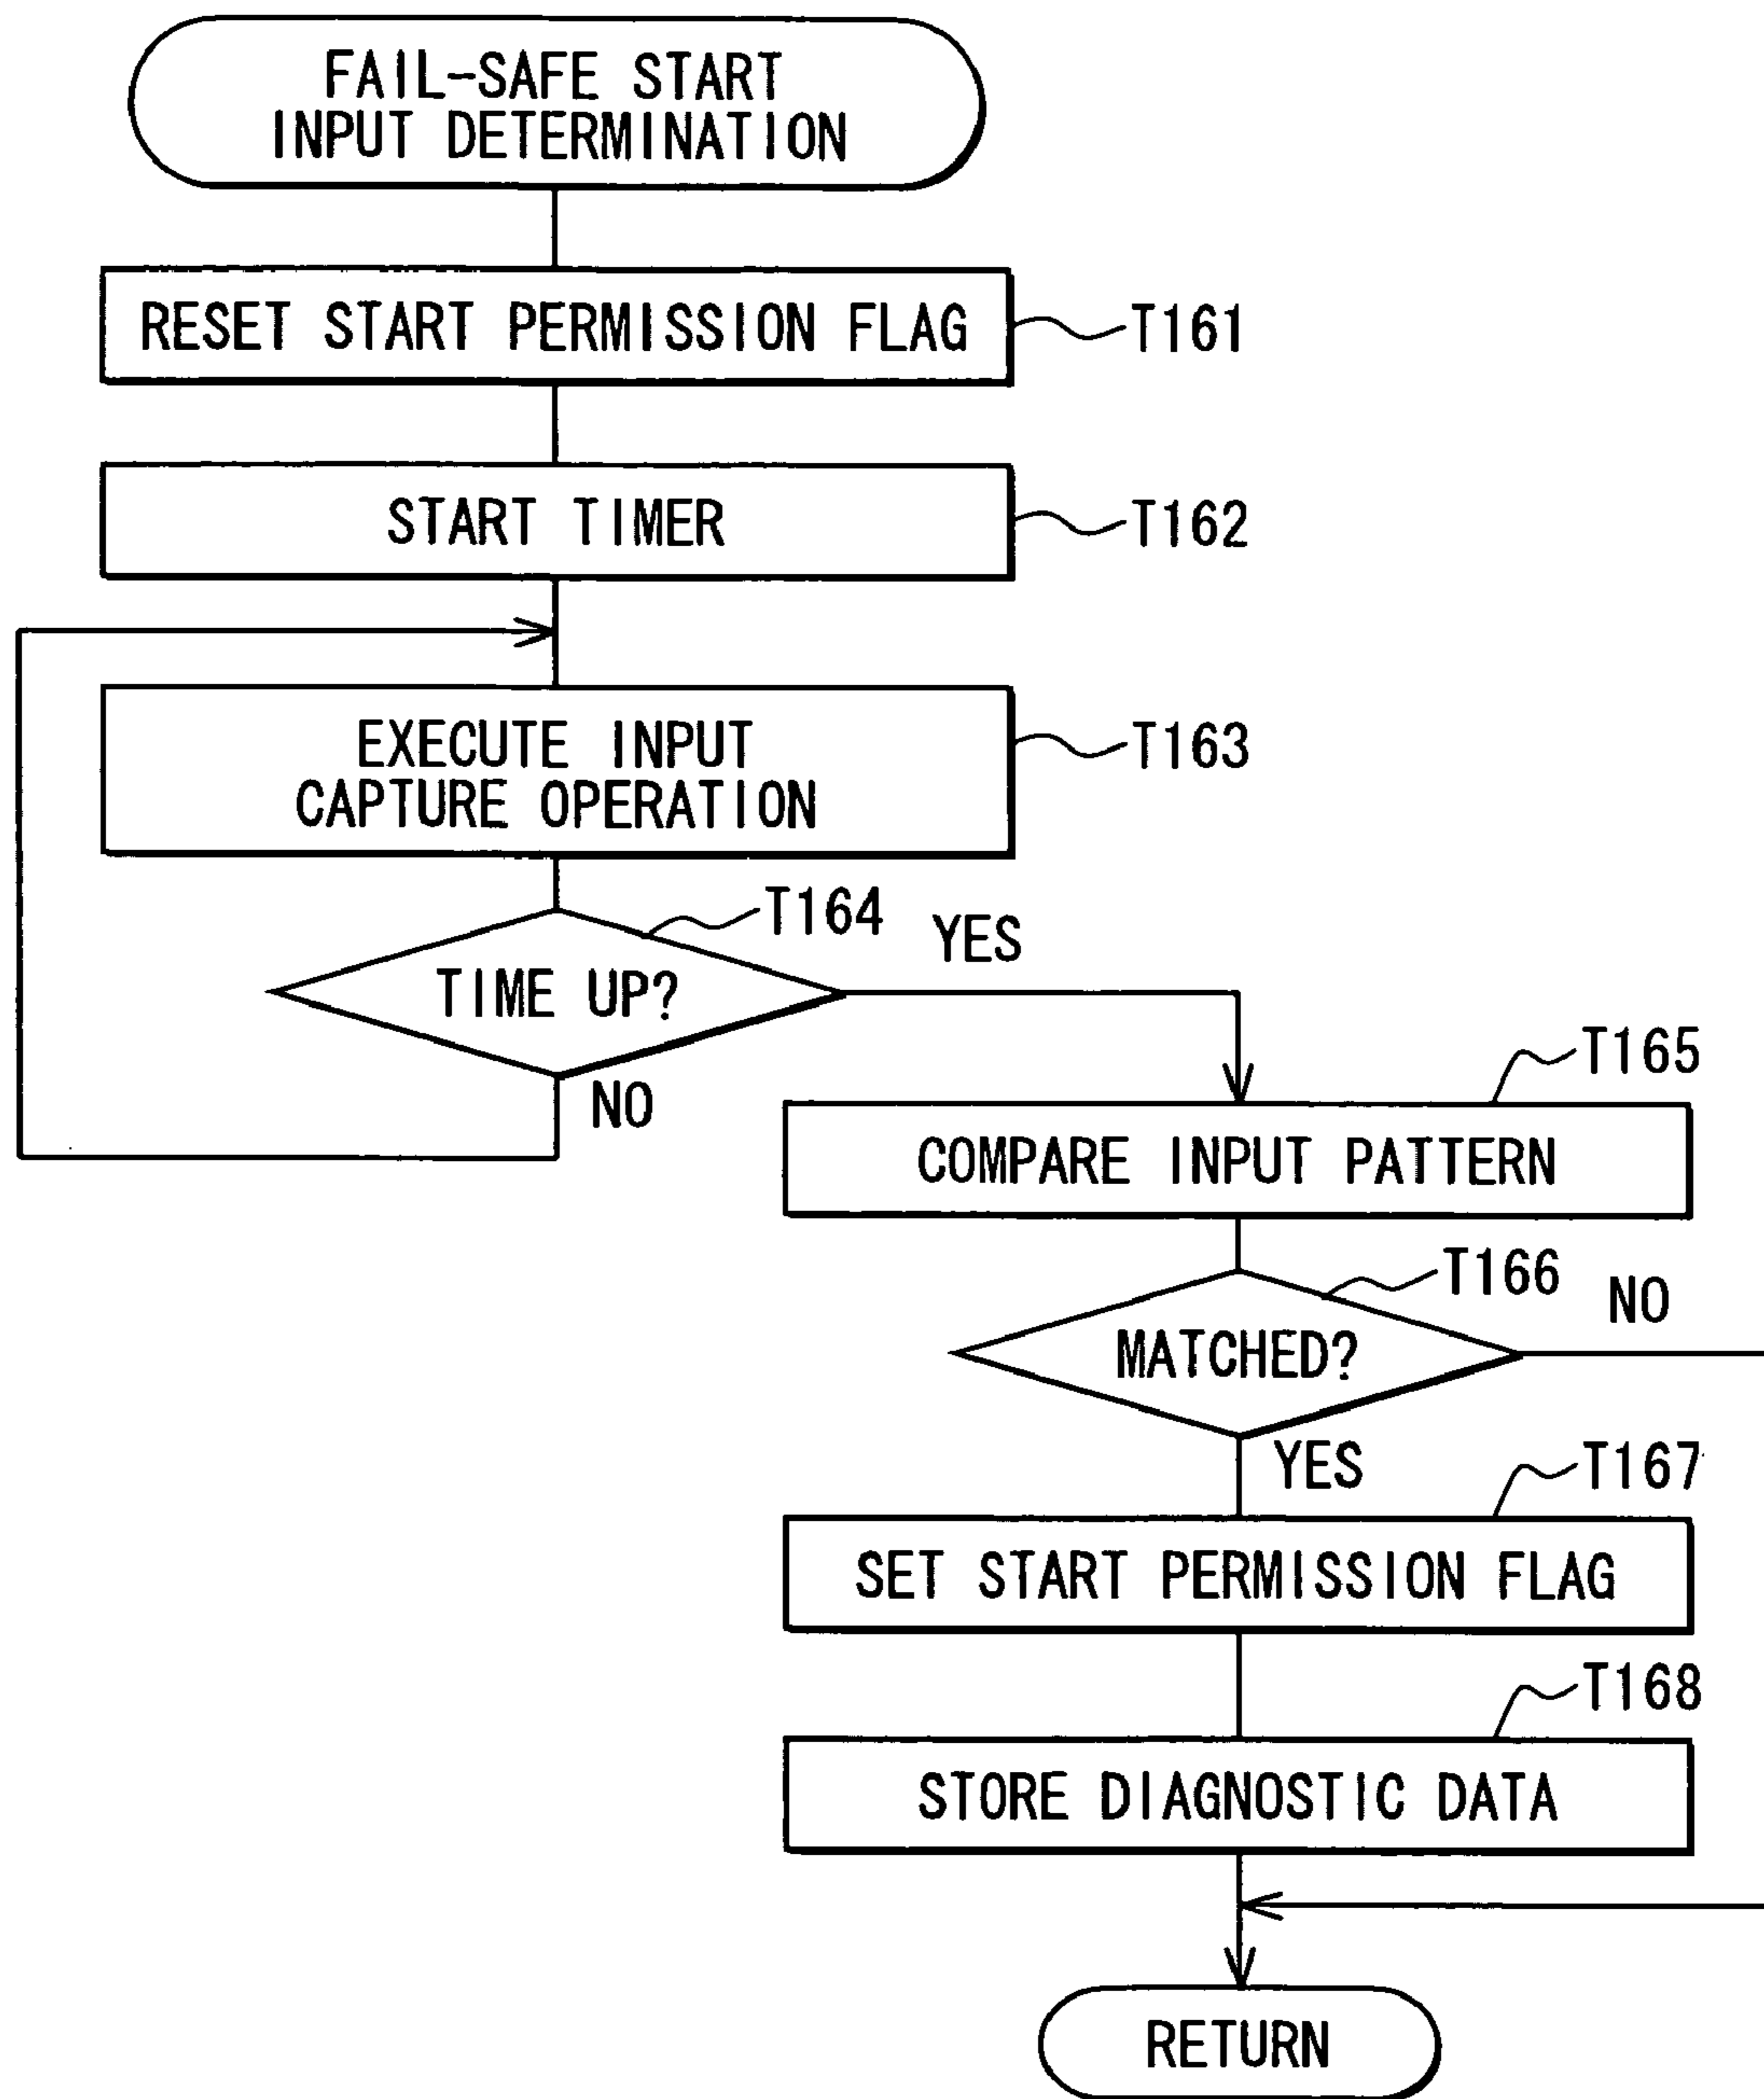 FAIL-SAFE START
INPUT DETERMINATION
RESET START PERMISSION FLAG
T161
START TIMER
T162
EXECUTE INPUT
CAPTURE OPERATION
T163
T164
YES
TIME UP?
NO
T165
COMPARE INPUT PATTERN
T166
NO
MATCHED?
YES
T167
SET START PERMISSION FLAG
T168
STORE DIAGNOSTIC DATA
RETURN